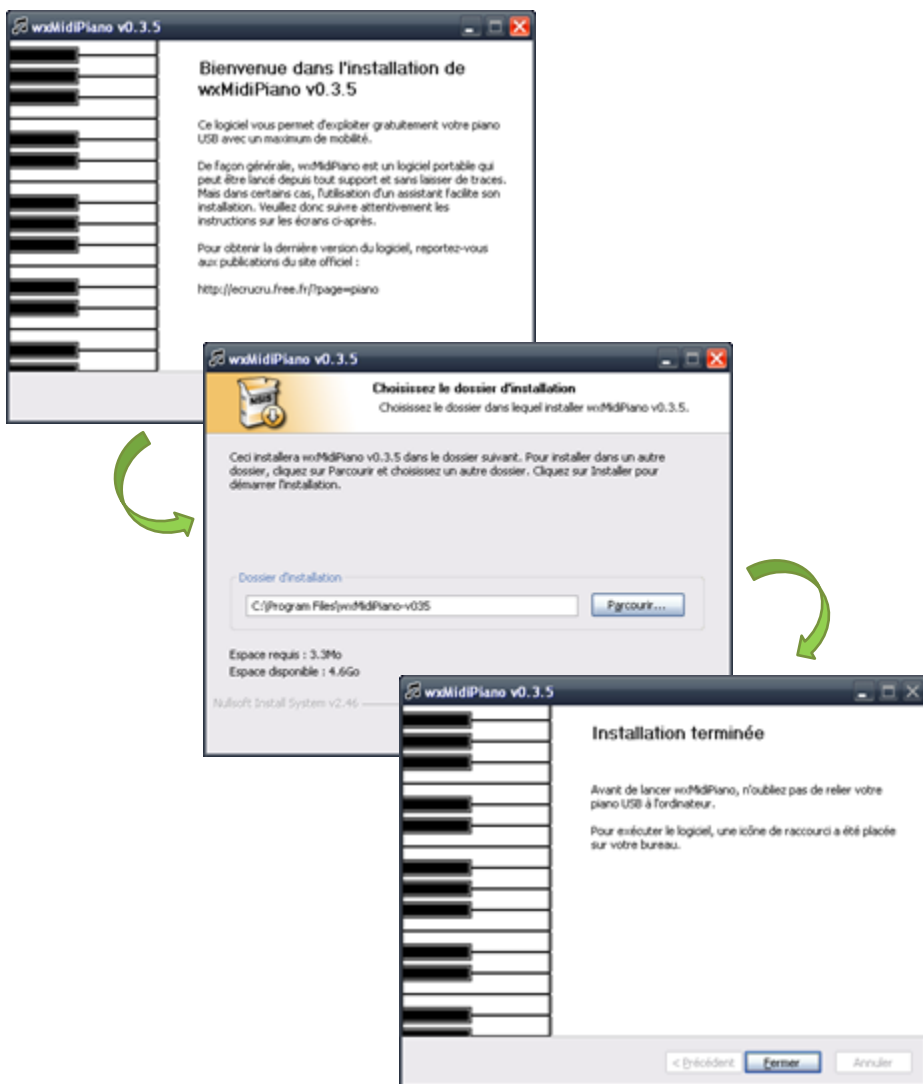 wxMidiPiano v0.3.5
Bienvenue dans l'installation de
wxMidiPiano v0.3.5
Ce logiciel vous permet d'exploiter gratuitement votre piano
USB avec un maximum de mobilité.
De façon générale, wxMidiPiano est un logiciel portable qui
peut être lancé depuis tout support et sans laisser de traces.
Mais dans certains cas, l'utilisation d'un assistant facilite son
installation. Veuillez donc suivre attentivement les
instructions sur les écrans ci-après.
Pour obtenir la dernière version du logiciel, reportez-vous
aux publications du site officiel :
http://ecrucru.free.fr/?page=piano
wxMidiPiano v0.3.5
NSIS
Choisissez le dossier d'installation
Choisissez le dossier dans lequel installer wxMidiPiano v0.3.5.
Ceci installera wxMidiPiano v0.3.5 dans le dossier suivant. Pour installer dans un autre
dossier, cliquez sur Parcourir et choisissez un autre dossier. Cliquez sur Installer pour
démarrer l'installation.
Dossier d'installation
C:\Program Files\wxMidiPiano-v035
Parcourir...
Espace requis : 3.3Mo
Espace disponible : 4.6Go
Nullsoft Install System v2.46
wxMidiPiano v0.3.5
Installation terminée
Avant de lancer wxMidiPiano, n'oubliez pas de relier votre
piano USB à l'ordinateur.
Pour exécuter le logiciel, une icône de raccourci a été placée
sur votre bureau.
< Précédent
Fermer
Annuler